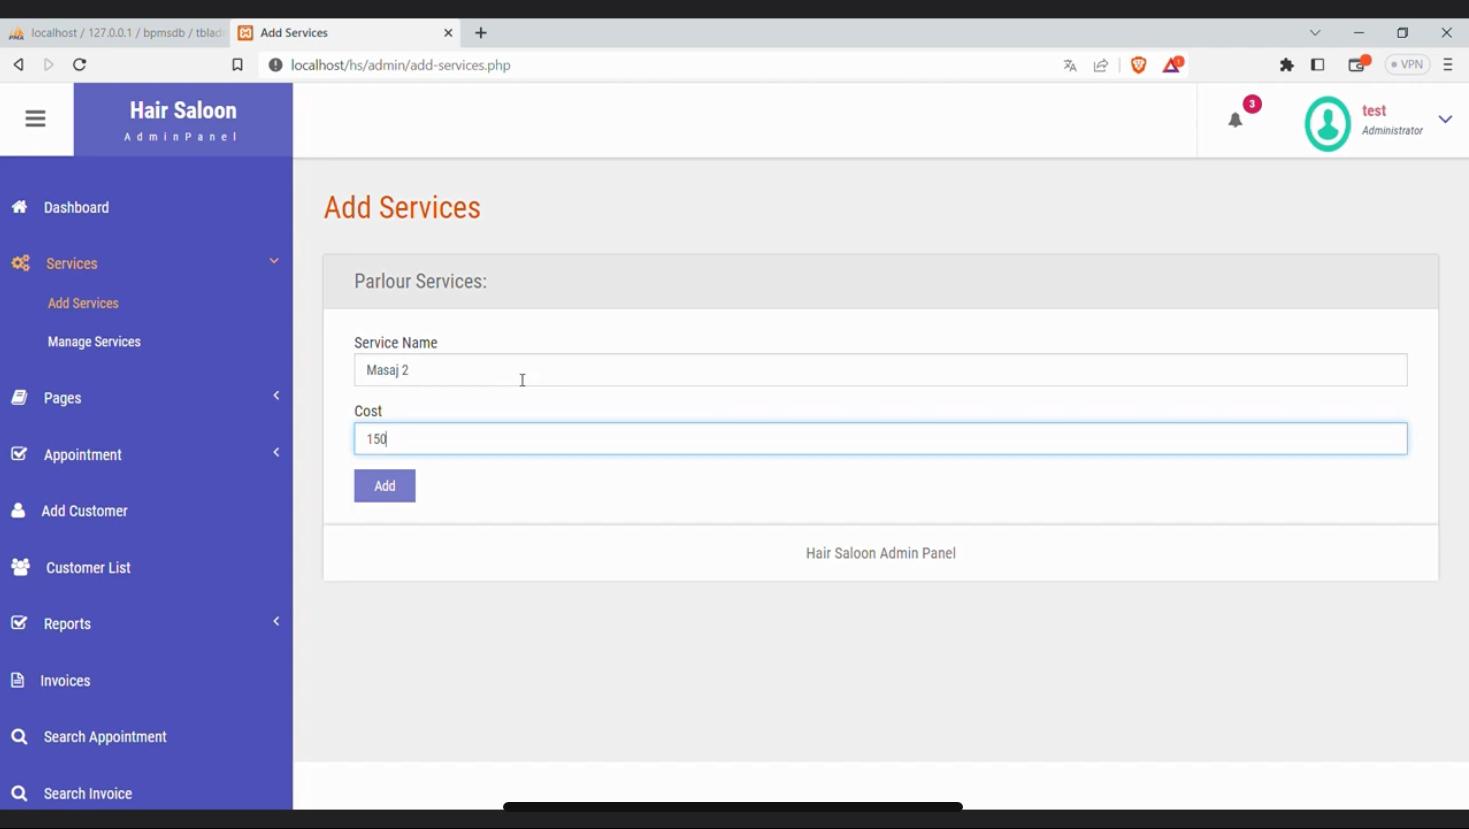 localhost / 127.0.0.1 / bpmsdb / tblad
Add Services
localhost/hs/admin/add-services.php
VPN
Hair Saloon
AdminPanel
3
test
Administrator
Dashboard
Services
Add Services
Manage Services
Pages
Appointment
Add Customer
Customer List
Reports
Invoices
Search Appointment
Search Invoice
Add Services
Parlour Services:
Service Name
Masaj 2
Cost
150
Add
Hair Saloon Admin Panel